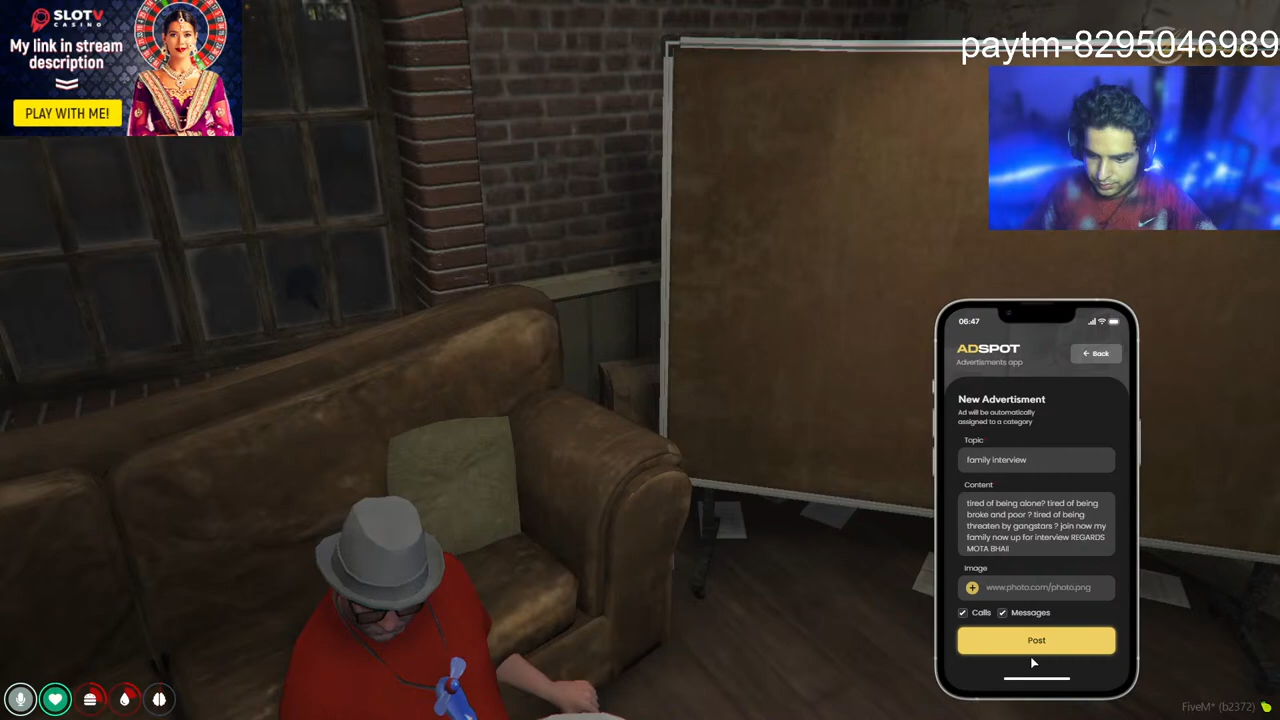 SLOTV
CASINO
My link in stream
description
PLAY WITH ME!
paytm-8295046989
06:47
ADSPOT
Advertisments app
← Back
New Advertisment
Ad will be automatically
assigned to a category
Topic
family interview
Content
tired of being alone? tired of being
broke and poor ? tired of being
threaten by gangstars ? join now my
family now up for interview REGARDS
MOTA BHAII
Image
www.photo.com/photo.png
Calls
Messages
Post
FiveM* (b2372)